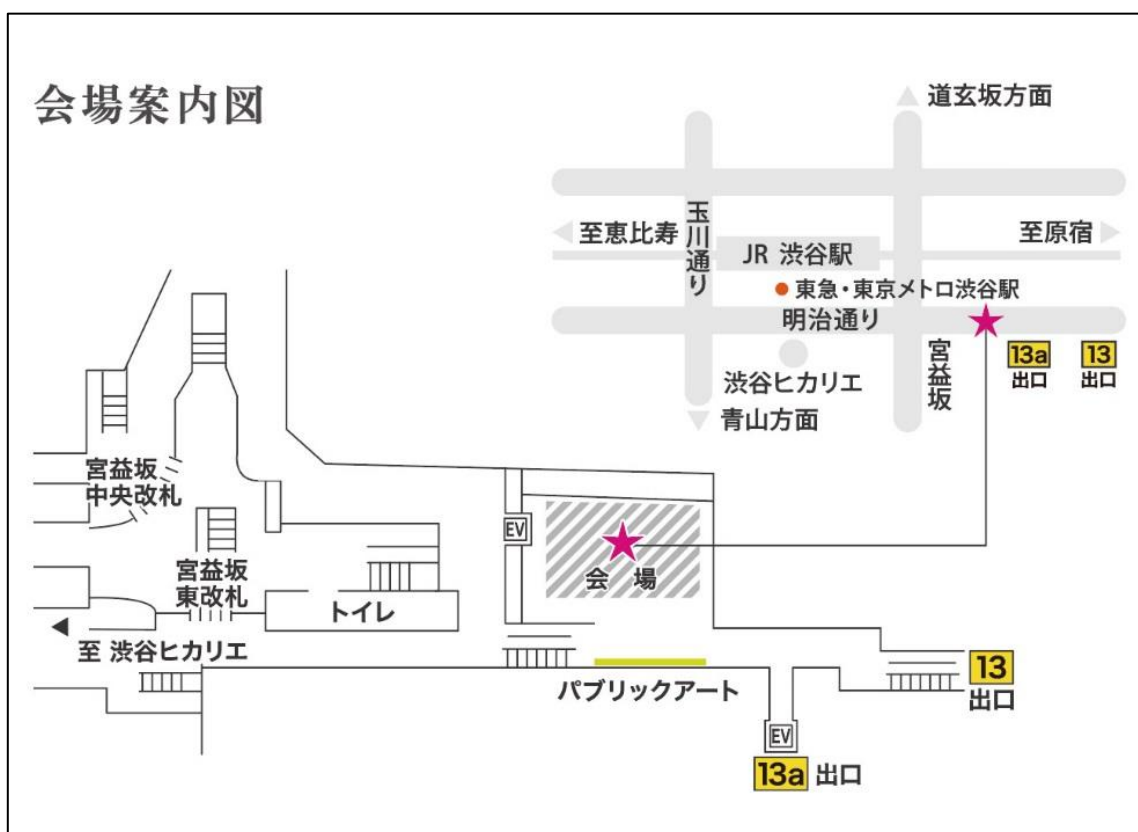 会場案内図
道玄坂方面
玉川通り
至恵比寿
JR 渋谷駅
至原宿
東急・東京メトロ渋谷駅
明治通り
宮益坂
13a
出口
13
出口
渋谷ヒカリエ
青山方面
宮益坂
中央改札
EV
会 場
宮益坂
東改札
トイレ
至 渋谷ヒカリエ
パブリックアート
13
出口
EV
13a 出口